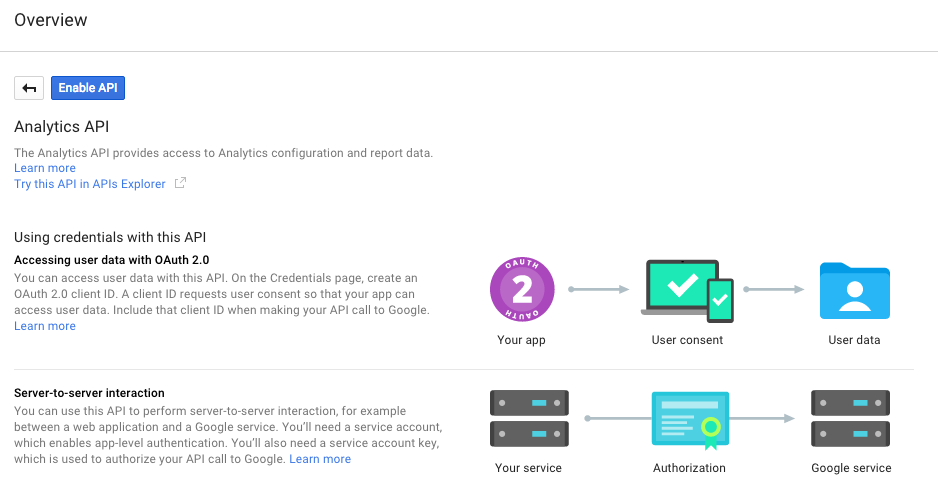 Overview
Enable API
Analytics API
The Analytics API provides access to Analytics configuration and report data.
Learn more
Try this API in APIs Explorer
Using credentials with this API
Accessing user data with OAuth 2.0
You can access user data with this API. On the Credentials page, create an
OAuth 2.0 client ID. A client ID requests user consent so that your app can
access user data. Include that client ID when making your API call to Google.
Learn more
OAUTH
2
OAUTH
Your app
User consent
User data
Server-to-server interaction
You can use this API to perform server-to-server interaction, for example
between a web application and a Google service. You'll need a service account,
which enables app-level authentication. You'll also need a service account key,
which is used to authorize your API call to Google. Learn more
Your service
Authorization
Google service